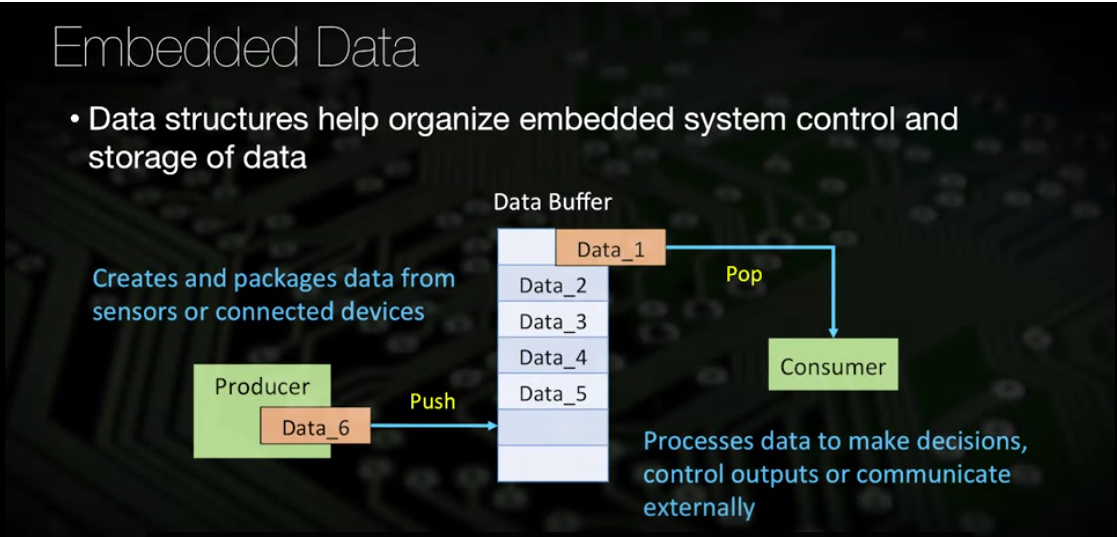 Embedded Data
• Data structures help organize embedded system control and
storage of data
Data Buffer
Data_1
Pop
Creates and packages data from
sensors or connected devices
Data_2
Data_3
Data_4
Data_5
Producer
Data_6
Push
Consumer
Processes data to make decisions,
control outputs or communicate
externally